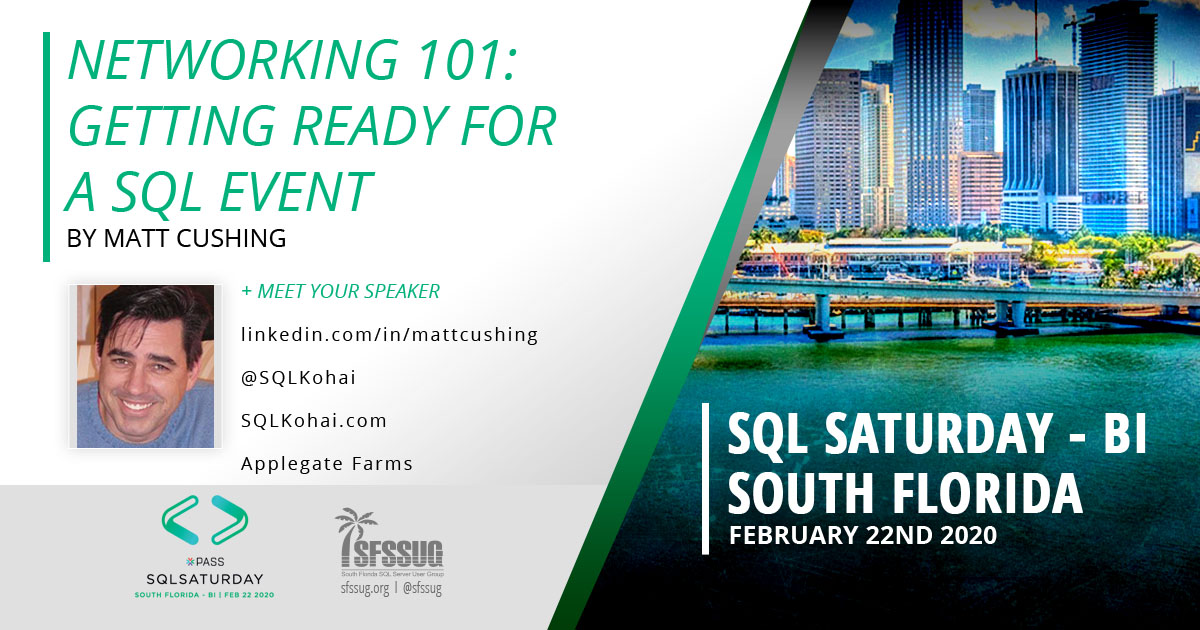 NETWORKING 101:
GETTING READY FOR
A SQL EVENT
BY MATT CUSHING
+ MEET YOUR SPEAKER
linkedin.com/in/mattcushing
@SQLKohai
SQLKohai.com
Applegate Farms
PASS
SQLSATURDAY
SOUTH FLORIDA - BI | FEB 22 2020
SFSSUG
South Florida SQL Server User Group
sfssug.org | @sfssug
SQL SATURDAY - BI
SOUTH FLORIDA
FEBRUARY 22ND 2020